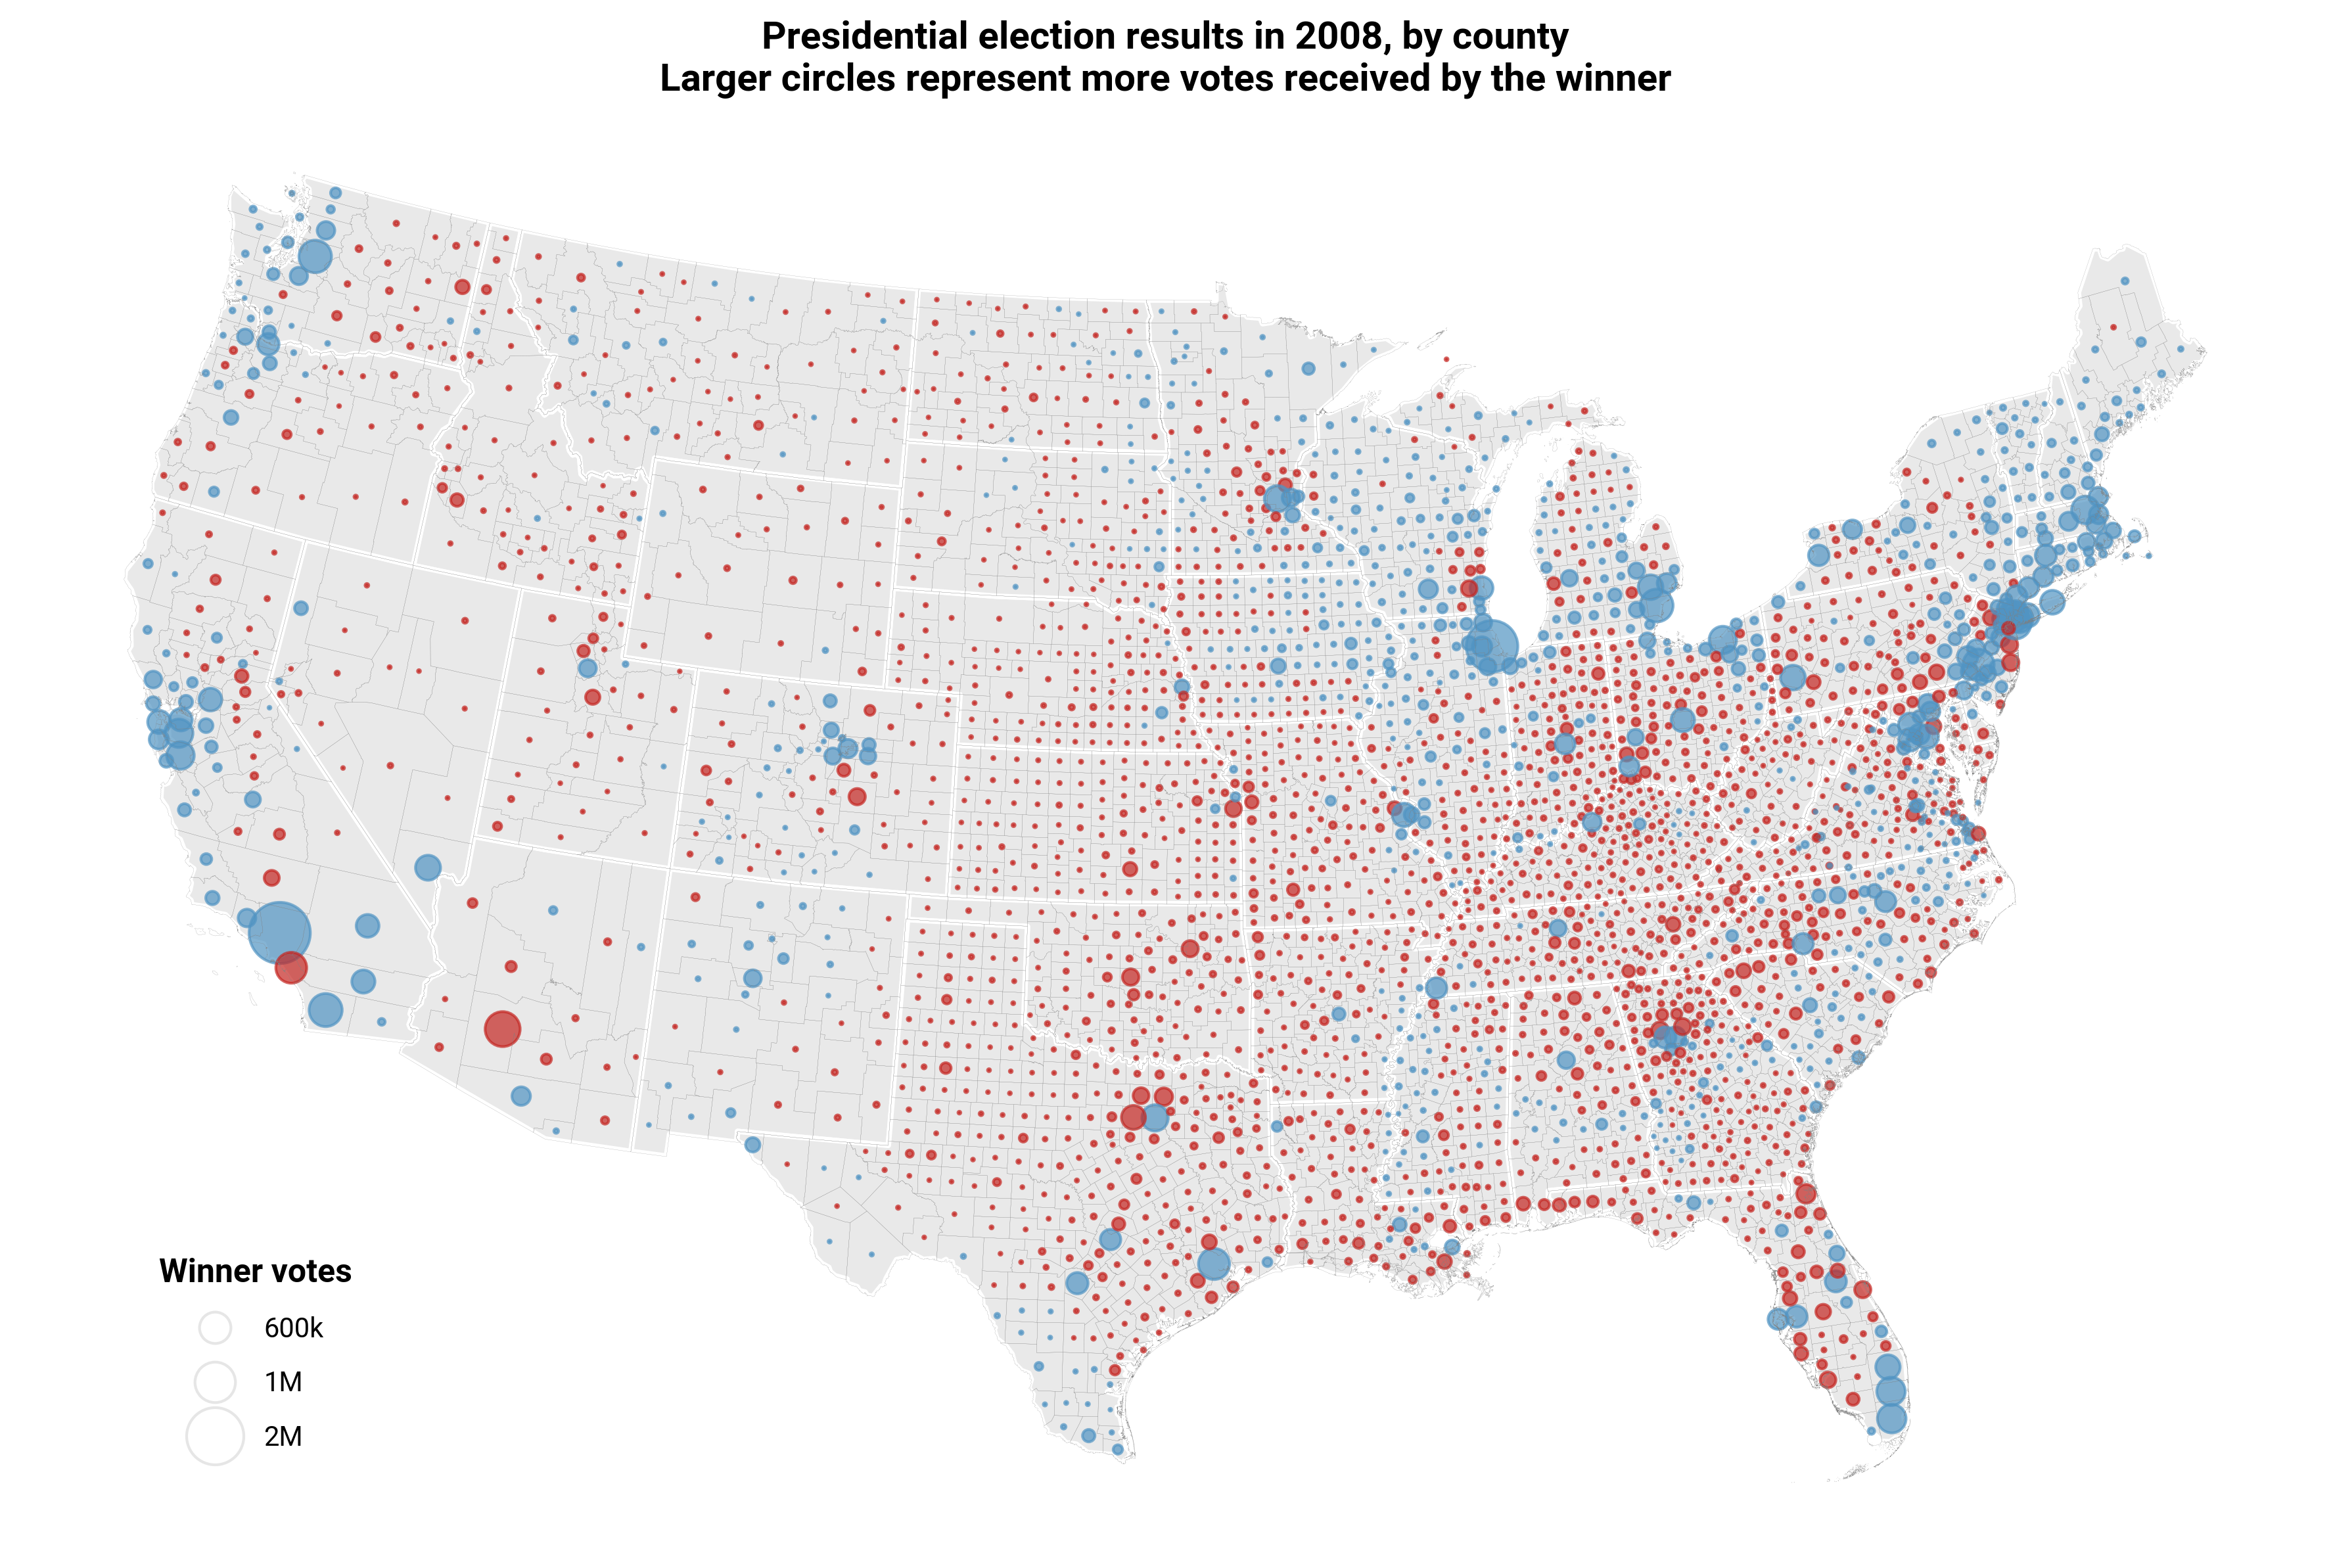 Presidential election results in 2008, by county
Larger circles represent more votes received by the winner
Winner votes
600k
1M
2M